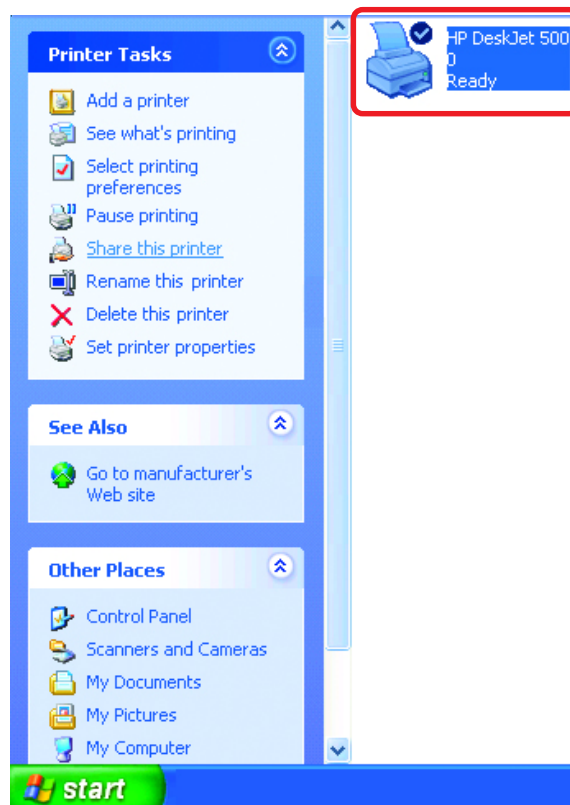 Printer Tasks
Add a printer
See what's printing
Select printing
preferences
Pause printing
Share this printer
Rename this printer
Delete this printer
Set printer properties
See Also
Go to manufacturer's
Web site
Other Places
Control Panel
Scanners and Cameras
My Documents
My Pictures
My Computer
HP DeskJet 500
0
Ready
start